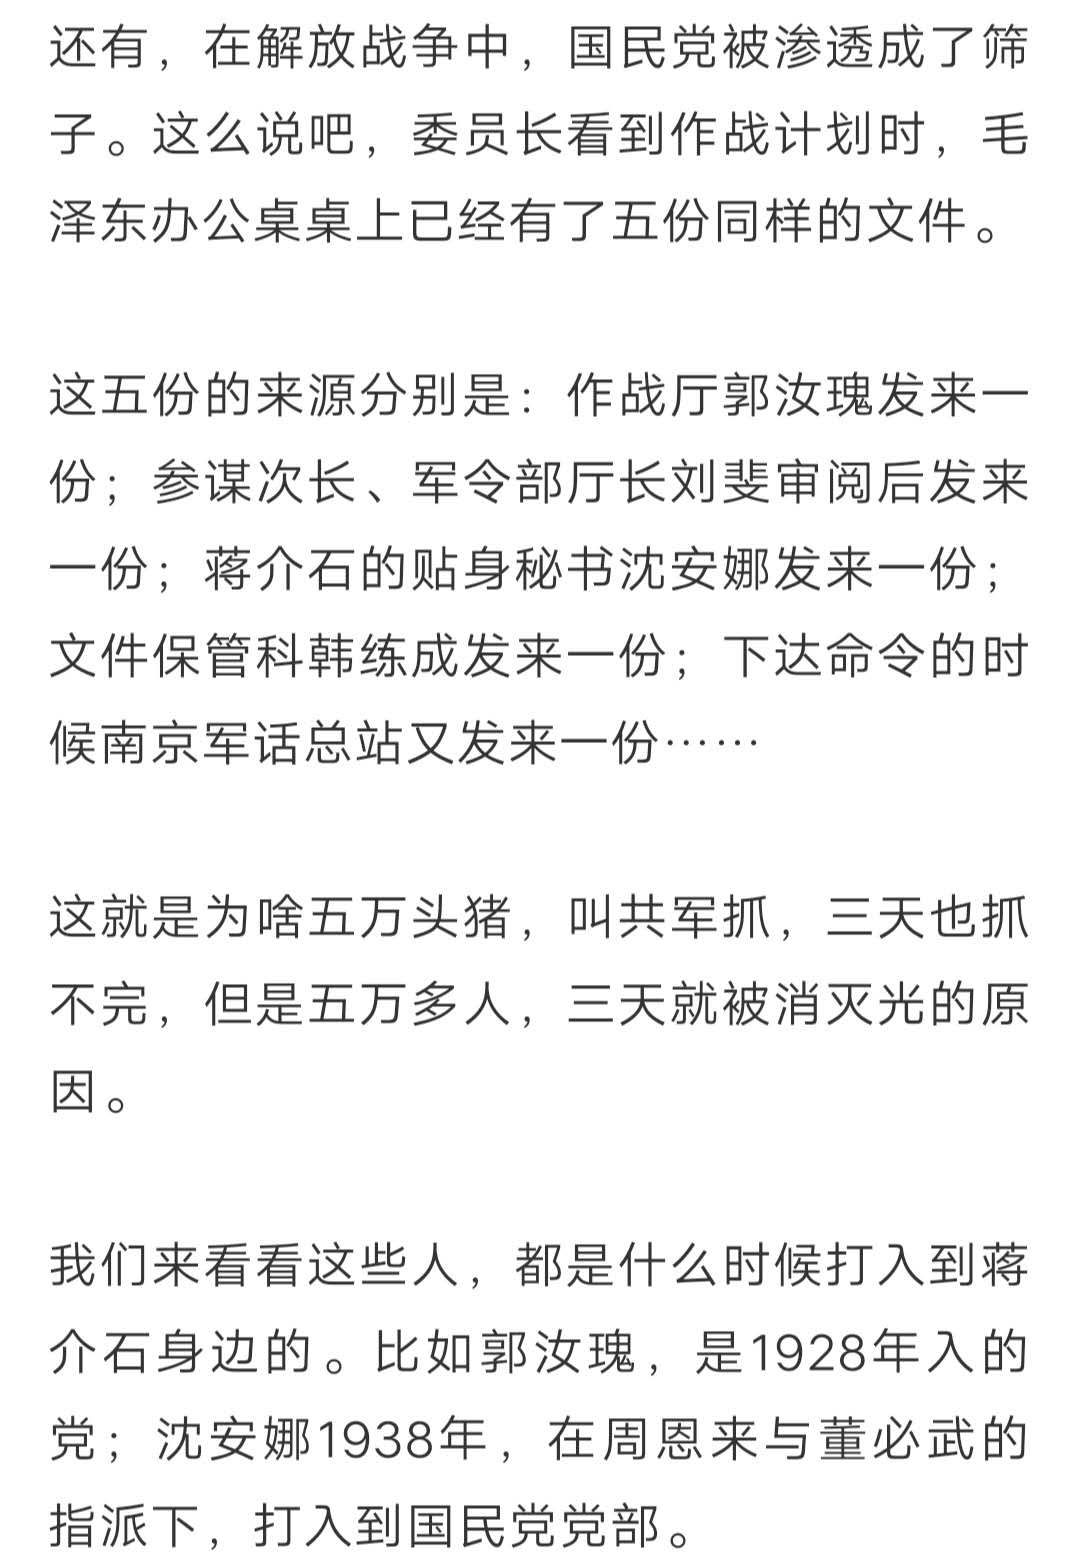 还有，在解放战争中，国民党被渗透成了筛
子。这么说吧，委员长看到作战计划时，毛
泽东办公桌桌上已经有了五份同样的文件。
这五份的来源分别是：作战厅郭汝瑰发来一
份；参谋次长、军令部厅长刘斐审阅后发来
一份；蒋介石的贴身秘书沈安娜发来一份；
文件保管科韩练成发来一份；下达命令的时
候南京军话总站又发来一份……
这就是为啥五万头猪，叫共军抓，三天也抓
不完，但是五万多人，三天就被消灭光的原
因。
我们来看看这些人，都是什么时候打入到蒋
介石身边的。比如郭汝瑰，是1928年入的
党；沈安娜1938年，在周恩来与董必武的
指派下，打入到国民党党部。